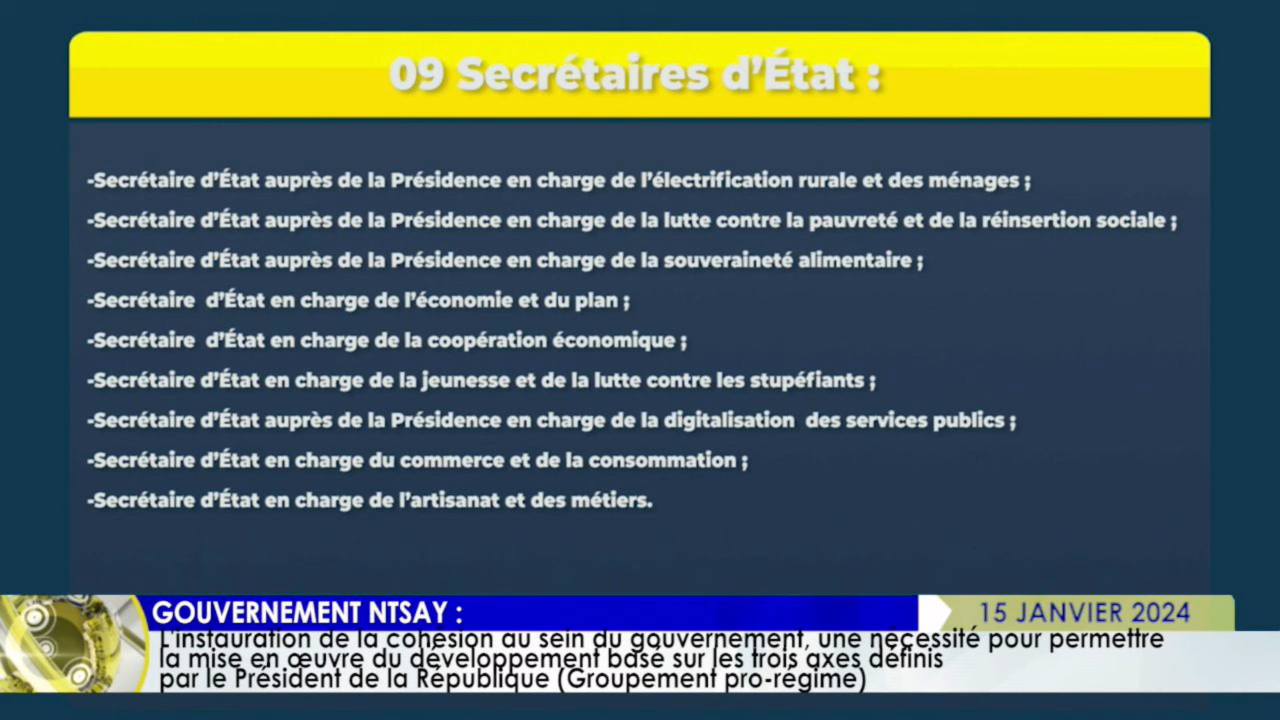 09 Secrétaires d'État :
-Secrétaire d'État auprès de la Présidence en charge de l'électrification rurale et des ménages ;
-Secrétaire d'État auprès de la Présidence en charge de la lutte contre la pauvreté et de la réinsertion sociale ;
-Secrétaire d'État auprès de la Présidence en charge de la souveraineté alimentaire ;
-Secrétaire  d'État en charge de l'économie et du plan ;
-Secrétaire  d'État en charge de la coopération économique ;
-Secrétaire d'État en charge de la jeunesse et de la lutte contre les stupéfiants ;
-Secrétaire d'État auprès de la Présidence en charge de la digitalisation  des services publics ;
-Secrétaire d'État en charge du commerce et de la consommation ;
-Secrétaire d'État en charge de l'artisanat et des métiers.
GOUVERNEMENT NTSAY :
15 JANVIER 2024
L'instauration de la cohésion au sein du gouvernement, une nécessité pour permettre
la mise en œuvre du développement basé sur les trois axes définis
par le Président de la République (Groupement pro-régime)